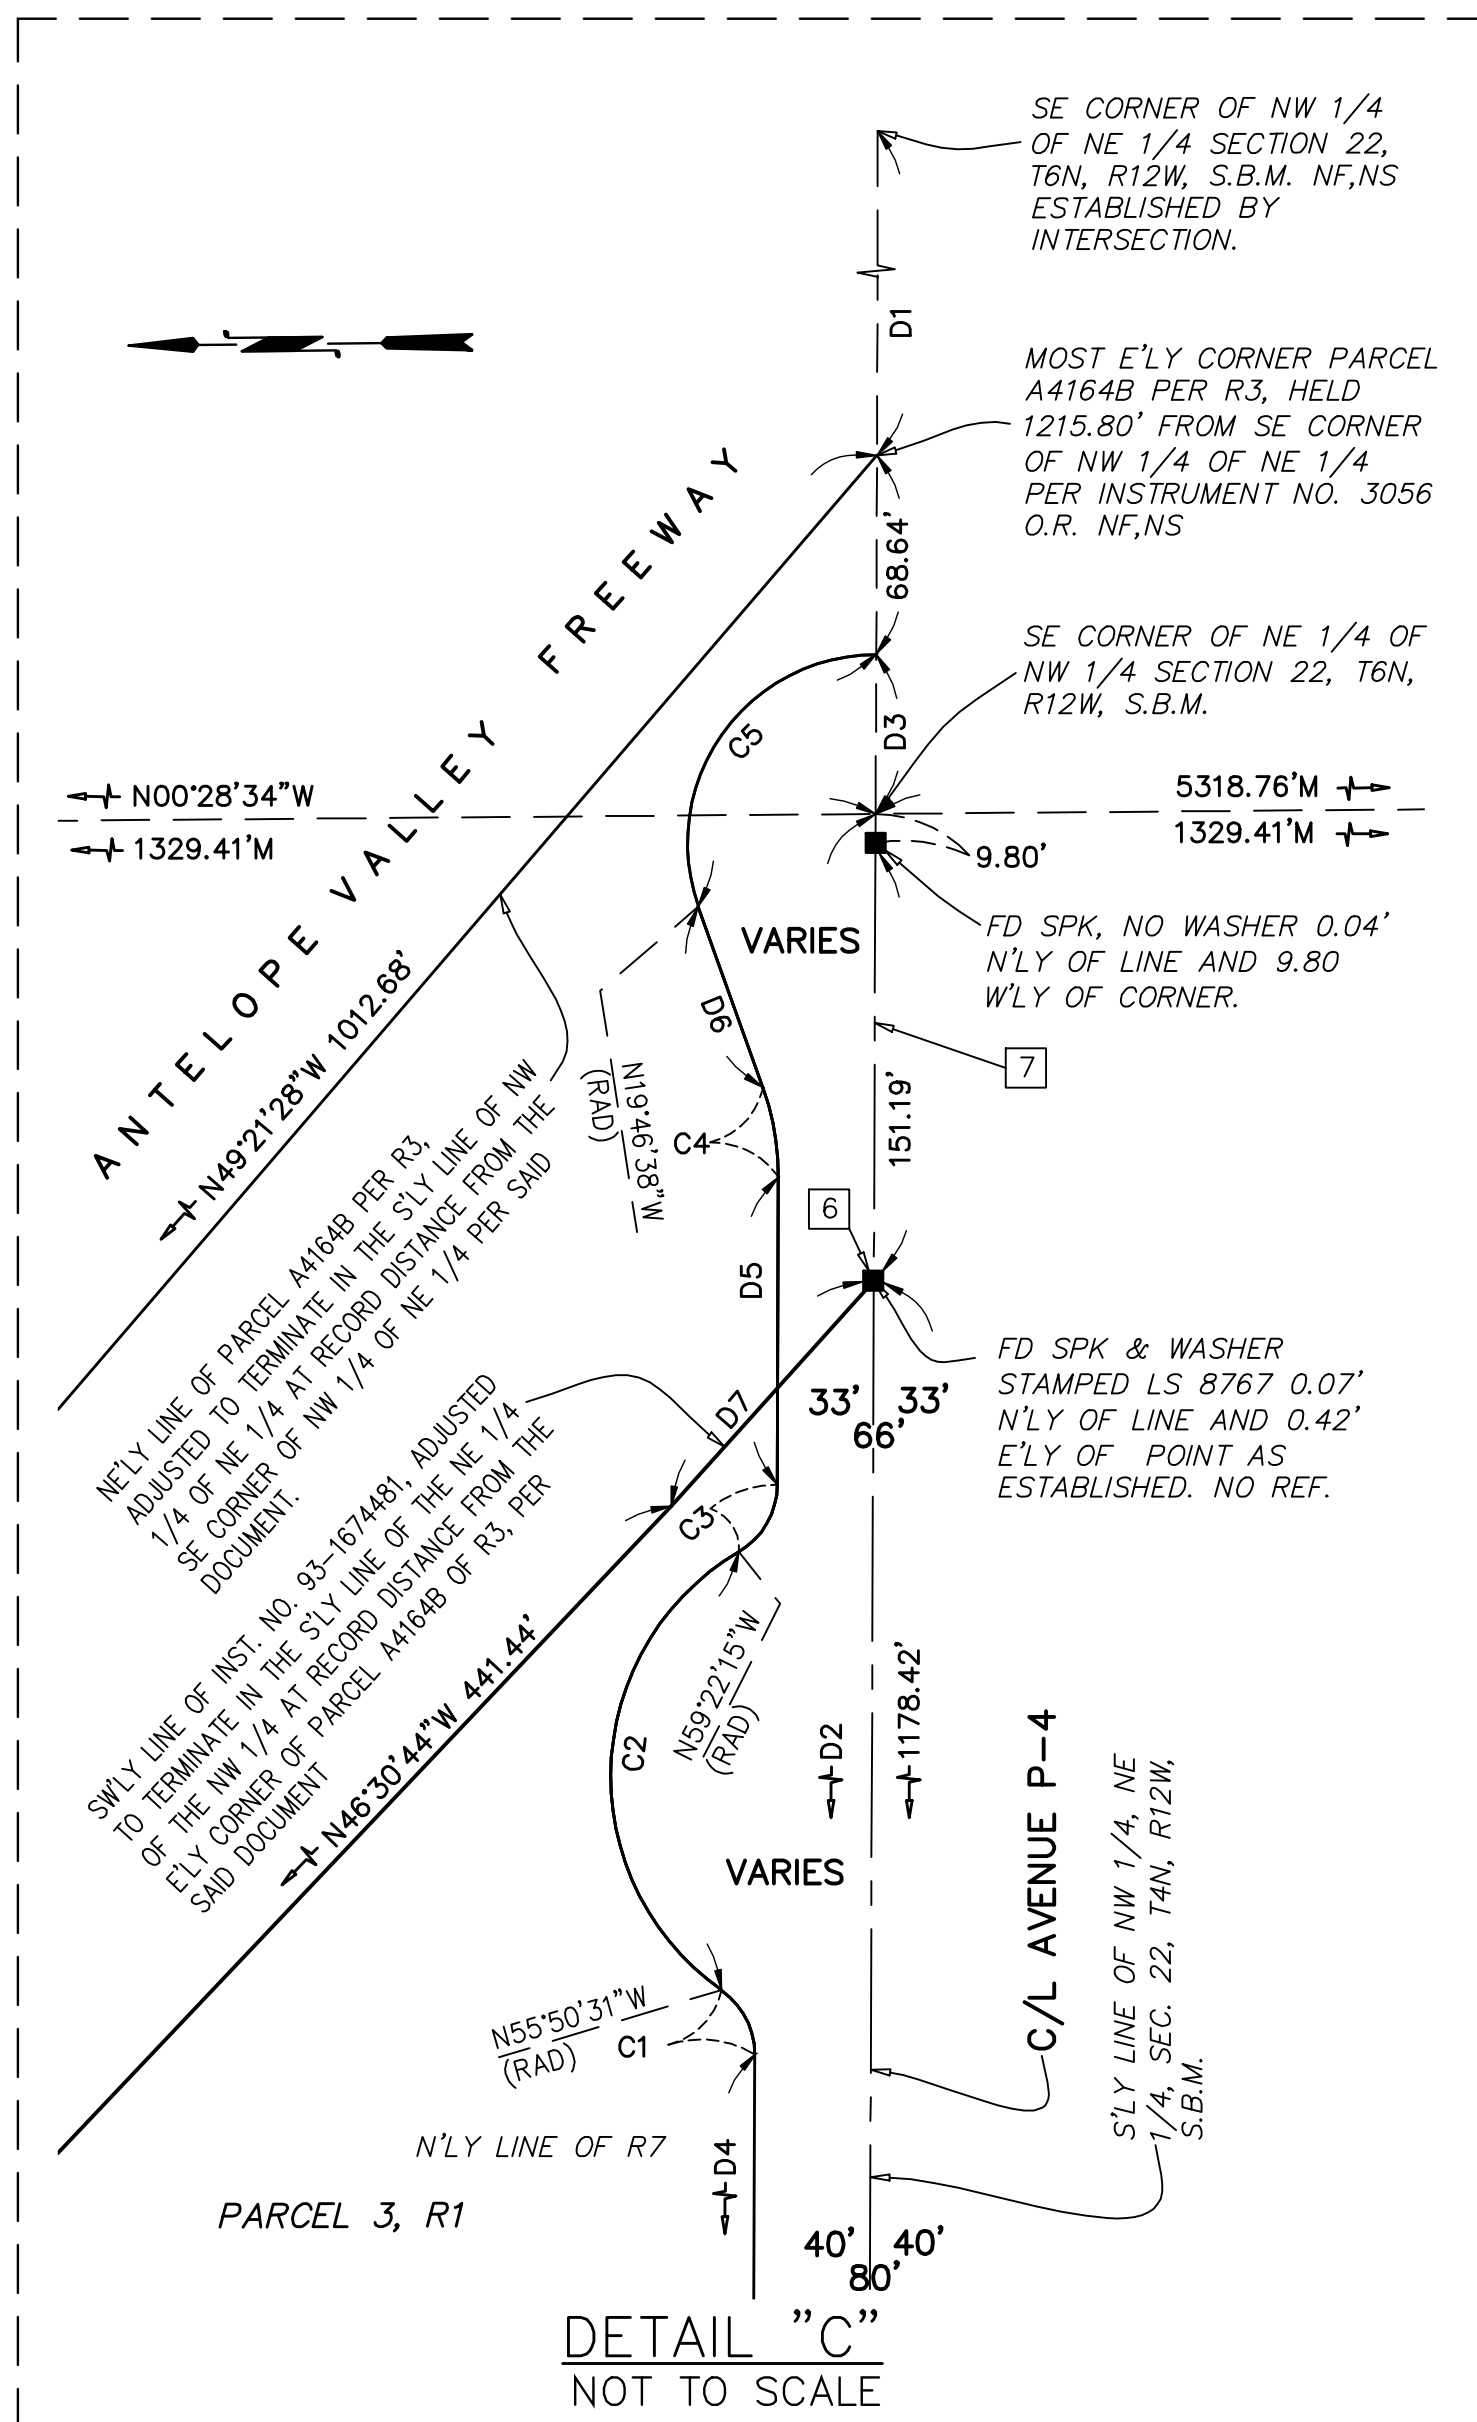 SE CORNER OF NW 1/4
OF NE 1/4 SECTION 22,
T6N, R12W, S.B.M. NF,NS
ESTABLISHED BY
INTERSECTION.
D1
MOST E'LY CORNER PARCEL
A4164B PER R3, HELD
1215.80' FROM SE CORNER
OF NW 1/4 OF NE 1/4
PER INSTRUMENT NO. 3056
O.R. NF,NS
ANTELOPE VALLEY FREEWAY
68.64'
SE CORNER OF NE 1/4 OF
NW 1/4 SECTION 22, T6N,
R12W, S.B.M.
C5
D3
N00°28'34"W
1329.41'M
5318.76'M
1329.41'M
9.80'
FD SPK, NO WASHER 0.04'
N'LY OF LINE AND 9.80
W'LY OF CORNER.
VARIES
N49°21'28"W 1012.68'
D6
7
N19°46'38"W
(RAD)
C4
151.19'
6
NE'LY LINE OF PARCEL A4164B PER R3,
ADJUSTED TO TERMINATE IN THE S'LY LINE OF NW
1/4 OF NE 1/4 AT RECORD DISTANCE FROM THE
SE CORNER OF NW 1/4 OF NE 1/4 PER SAID
DOCUMENT.
D5
FD SPK & WASHER
STAMPED LS 8767 0.07'
N'LY OF LINE AND 0.42'
E'LY OF POINT AS
ESTABLISHED. NO REF.
33' 33'
66'
D7
SW'LY LINE OF INST. NO. 93-1674481, ADJUSTED
TO TERMINATE IN THE S'LY LINE OF THE NE 1/4
OF THE NW 1/4 AT RECORD DISTANCE FROM THE
E'LY CORNER OF PARCEL A4164B OF R3, PER
SAID DOCUMENT
C3
N46°30'44"W 441.44'
N59°22'15"W
(RAD)
C2
D2
1178.42'
VARIES
C/L AVENUE P-4
S'LY LINE OF NW 1/4, NE
1/4, SEC. 22, T4N, R12W,
S.B.M.
N55°50'31"W
(RAD)
C1
N'LY LINE OF R7
D4
PARCEL 3, R1
40' 40'
80'
DETAIL "C"
NOT TO SCALE